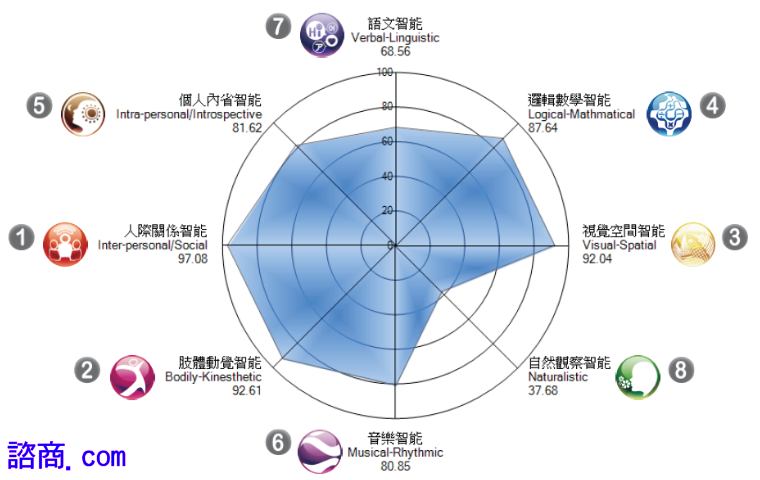 7
語文智能
Verbal-Linguistic
68.56
5
個人內省智能
Intra-personal/Introspective
81.62
邏輯數學智能
Logical-Mathmatical
87.64
4
1
人際關係智能
Inter-personal/Social
97.08
視覺空間智能
Visual-Spatial
92.04
3
2
肢體動覺智能
Bodily-Kinesthetic
92.61
自然觀察智能
Naturalistic
37.68
8
6
音樂智能
Musical-Rhythmic
80.85
100
80
60
40
20
0
諮商.com